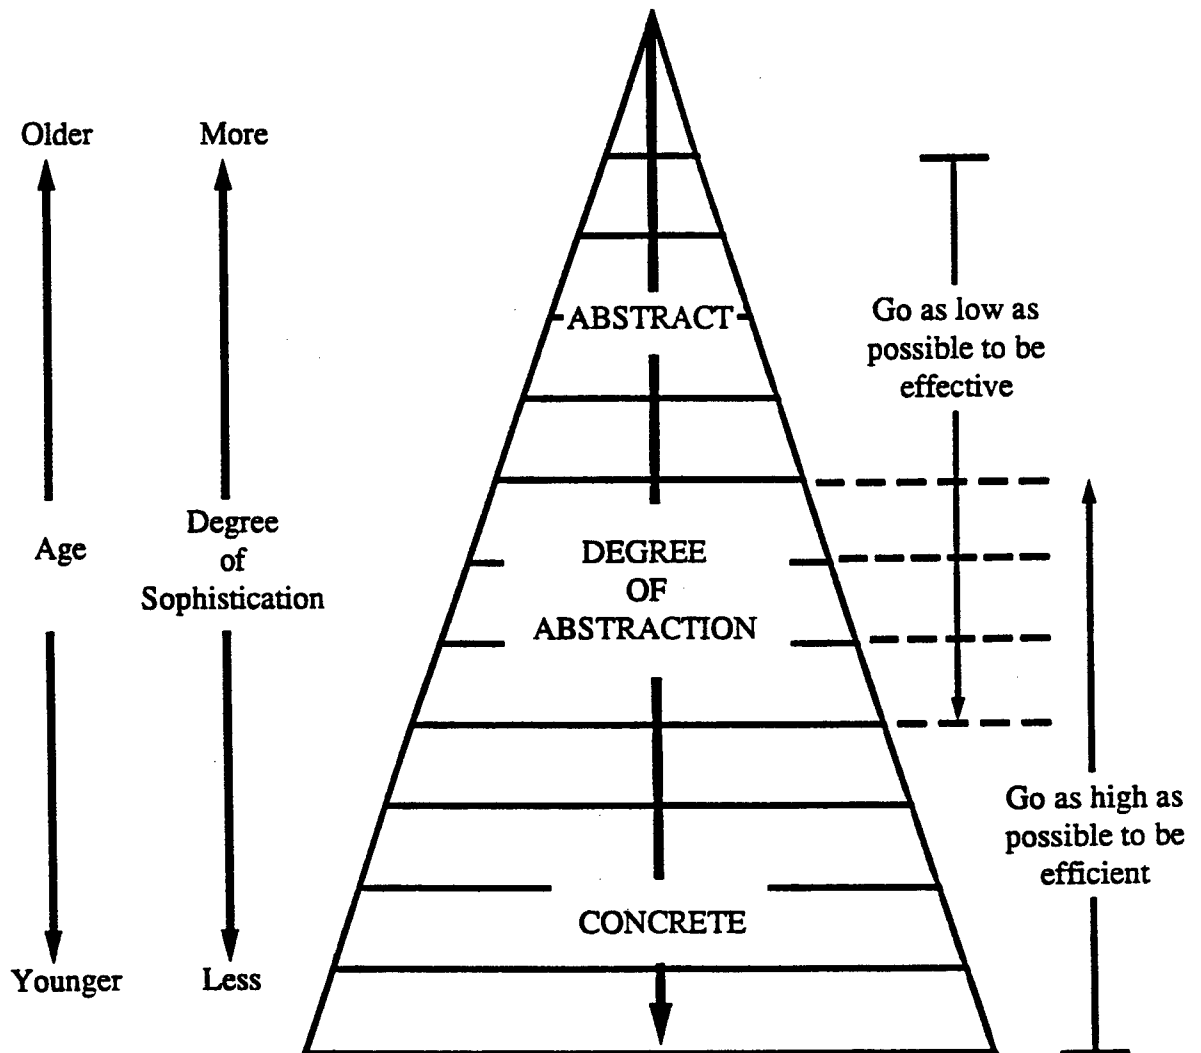 Older
More
ABSTRACT
Go as low as
possible to be
effective
Age
Degree
of
Sophistication
DEGREE
OF
ABSTRACTION
Go as high as
possible to be
efficient
CONCRETE
Younger
Less